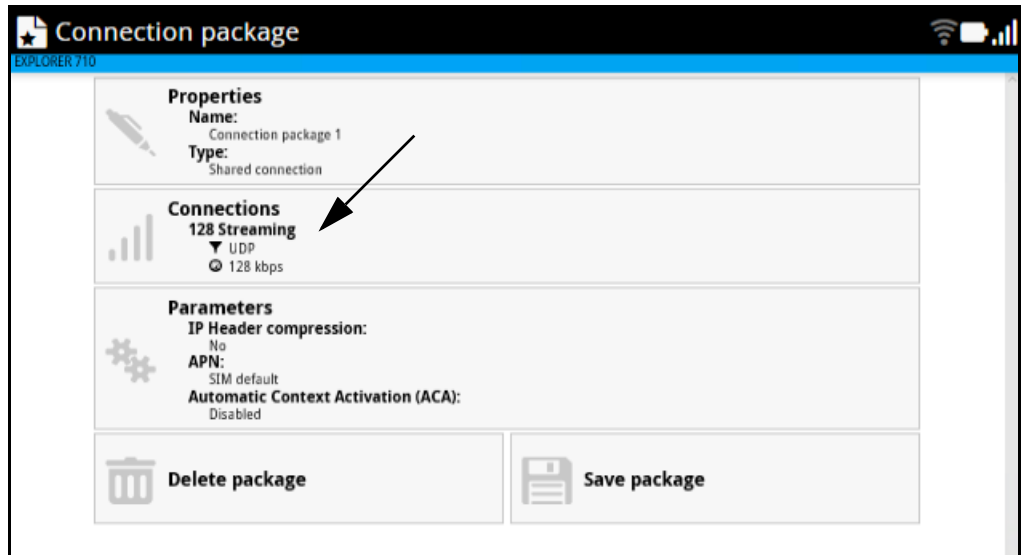 Connection package
EXPLORER 710
Properties
Name:
Connection package 1
Type:
Shared connection
Connections
128 Streaming
UDP
128 kbps
Parameters
IP Header compression:
No
APN:
SIM default
Automatic Context Activation (ACA):
Disabled
Delete package
Save package